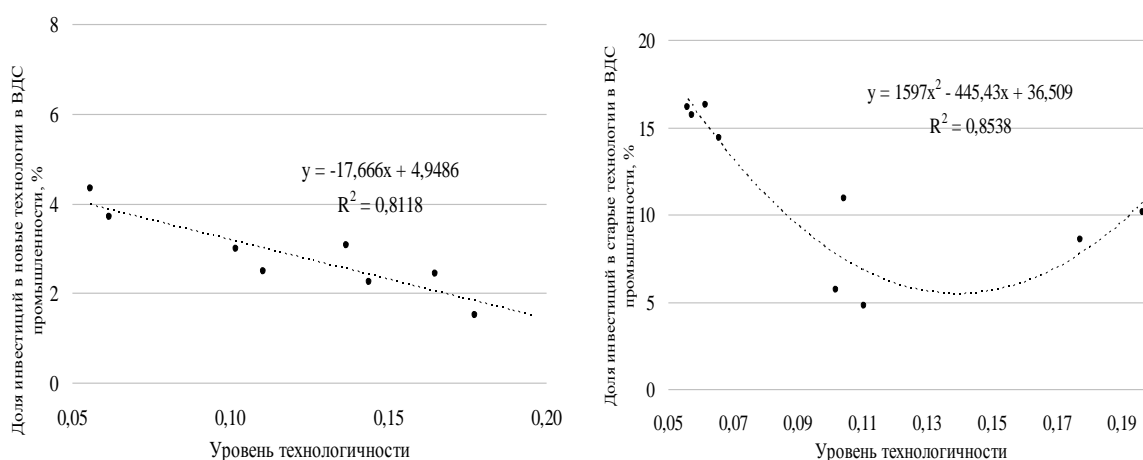 Доля инвестиций в новые технологии в ВДС
промышленности, %
8
6
4
2
0
y = -17,666x + 4,9486
R2 = 0,8118
0,05
0,10
0,15
0,20
Уровень технологичности
Доля инвестиций в старые технологии в ВДС
промышленности, %
20
15
10
5
0
y = 1597x2 - 445,43x + 36,509
R2 = 0,8538
0,05
0,07
0,09
0,11
0,13
0,15
0,17
0,19
Уровень технологичности